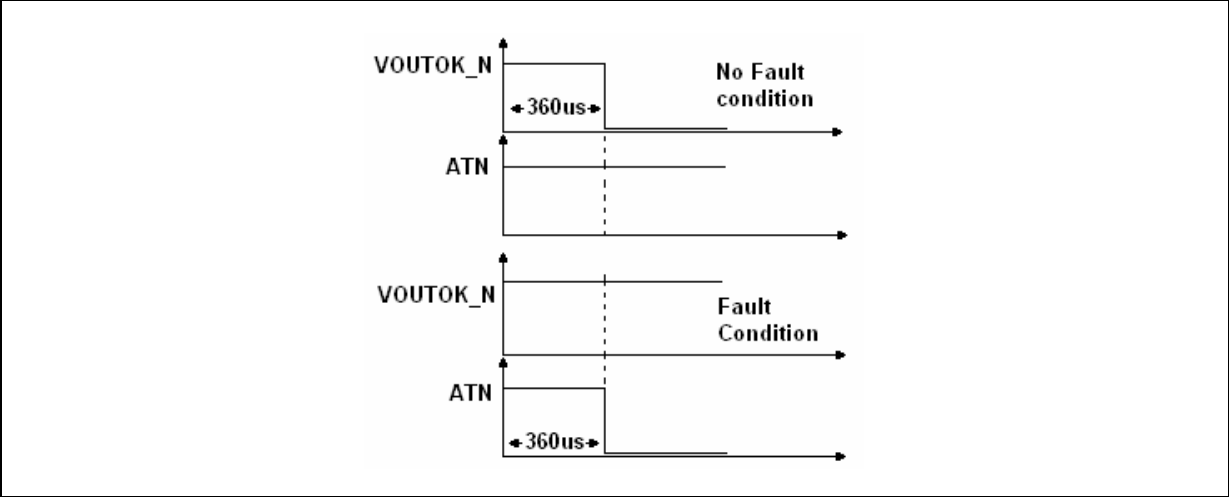 VOUTOK_N
No Fault
condition
360us
ATN
VOUTOK_N
Fault
Condition
ATN
360us